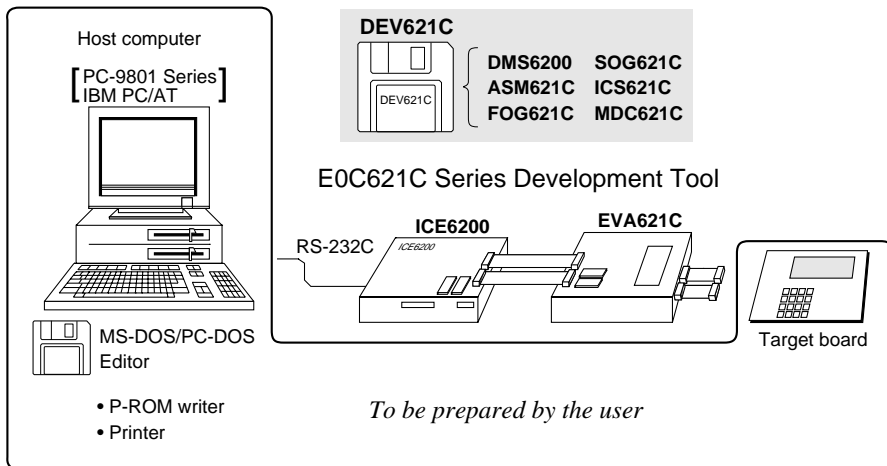 Host computer
PC-9801 Series
IBM PC/AT
DEV621C
DEV621C
DMS6200 SOG621C
ASM621C ICS621C
FOG621C MDC621C
E0C621C Series Development Tool
RS-232C
ICE6200
ICE6200
EVA621C
Target board
MS-DOS/PC-DOS
Editor
• P-ROM writer
• Printer
To be prepared by the user